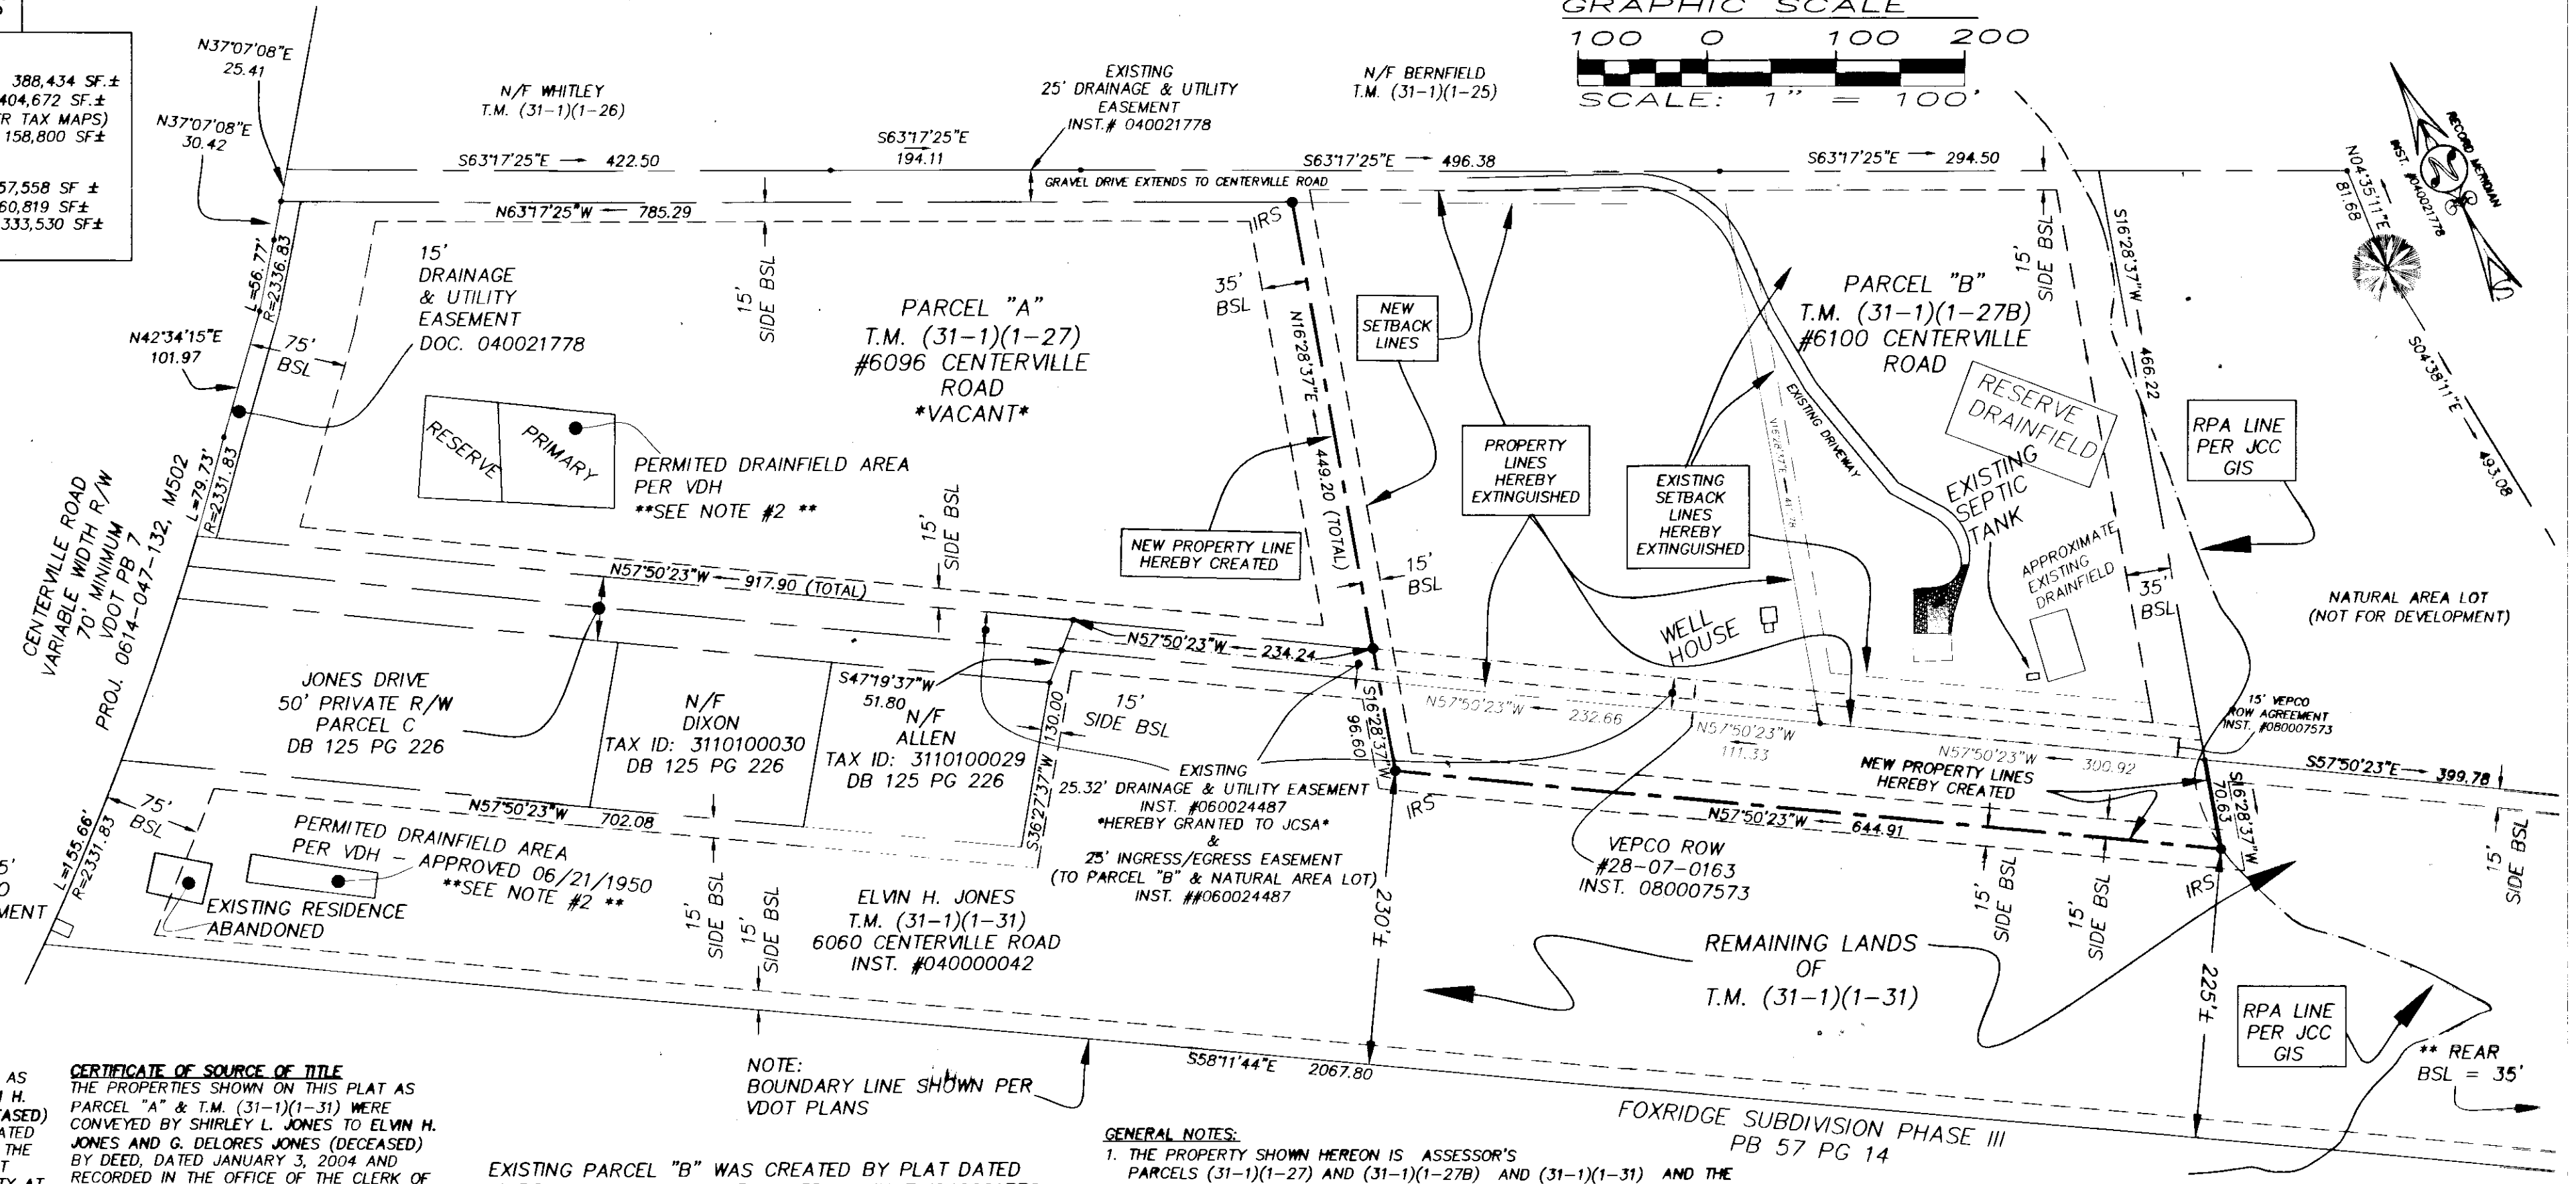 388,434 SF.±
404,672 SF.±
TAX MAPS)
158,800 SF±
57,558 SF ±
60,819 SF±
333,530 SF±
N37°07'08"E
25.41
N37°07'08"E
30.42
N/F WHITLEY
T.M. (31-1)(1-26)
EXISTING
25' DRAINAGE & UTILITY
EASEMENT
INST.# 040021778
N/F BERNFIELD
T.M. (31-1)(1-25)
GRAPHIC SCALE
100 0 100 200
SCALE: 1" = 100'
RECORD MERIDIAN
INST. #040021778
N04°35'11"E
81.68
S04°38'11"E 493.08
S63°17'25"E 422.50
S63°17'25"E
194.11
S63°17'25"E 496.38
S63°17'25"E 294.50
GRAVEL DRIVE EXTENDS TO CENTERVILLE ROAD
N63°17'25"W 785.29
IRS
L=56.77'
R=2336.83
N42°34'15"E
101.97
75'
BSL
15'
DRAINAGE
& UTILITY
EASEMENT
DOC. 040021778
15'
SIDE BSL
PARCEL "A"
T.M. (31-1)(1-27)
#6096 CENTERVILLE
ROAD
*VACANT*
35'
BSL
N16°28'37"E 449.20 (TOTAL)
NEW
SETBACK
LINES
PARCEL "B"
T.M. (31-1)(1-27B)
#6100 CENTERVILLE
ROAD
15'
SIDE BSL
S16°28'37"W 466.22
RESERVE
DRAINFIELD
RPA LINE
PER JCC
GIS
RESERVE
PRIMARY
PERMITED DRAINFIELD AREA
PER VDH
**SEE NOTE #2 **
15'
SIDE BSL
NEW PROPERTY LINE
HEREBY CREATED
PROPERTY
LINES
HEREBY
EXTINGUISHED
EXISTING
SETBACK
LINES
HEREBY
EXTINGUISHED
EXISTING DRIVEWAY
EXISTING
SEPTIC
TANK
APPROXIMATE
EXISTING
DRAINFIELD
35'
BSL
NATURAL AREA LOT
(NOT FOR DEVELOPMENT)
CENTERVILLE ROAD
VARIABLE WIDTH R/W
70' MINIMUM
VDOT PB 7
PROJ. 0614-047-132, M502
L=79.73'
R=2331.83
N57°50'23"W 917.90 (TOTAL)
15'
BSL
WELL
HOUSE
N57°50'23"W 234.24
S47°19'37"W
51.80
JONES DRIVE
50' PRIVATE R/W
PARCEL C
DB 125 PG 226
N/F
DIXON
TAX ID: 3110100030
DB 125 PG 226
N/F
ALLEN
TAX ID: 3110100029
DB 125 PG 226
S36°27'37"W 130.00
15'
SIDE BSL
S16°28'37"W
96.60
N57°50'23"W 232.66
N57°50'23"W
111.33
N57°50'23"W 300.92
15' VEPCO
ROW AGREEMENT
INST. #080007573
S57°50'23"E 399.78
EXISTING
25.32' DRAINAGE & UTILITY EASEMENT
INST. #060024487
*HEREBY GRANTED TO JCSA*
&
25' INGRESS/EGRESS EASEMENT
(TO PARCEL "B" & NATURAL AREA LOT)
INST. ##060024487
NEW PROPERTY LINES
HEREBY CREATED
S16°28'37"W
70.63
IRS
N57°50'23"W 644.91
IRS
VEPCO ROW
#28-07-0163
INST. 080007573
15'
SIDE BSL
15'
SIDE BSL
15'
SIDE BSL
N57°50'23"W 702.08
75'
BSL
L=155.66'
R=2331.83
PERMITED DRAINFIELD AREA
PER VDH - APPROVED 06/21/1950
**SEE NOTE #2 **
EXISTING RESIDENCE
ABANDONED
15'
SIDE BSL
15'
SIDE BSL
ELVIN H. JONES
T.M. (31-1)(1-31)
6060 CENTERVILLE ROAD
INST. #040000042
230'±
REMAINING LANDS
OF
T.M. (31-1)(1-31)
225'±
RPA LINE
PER JCC
GIS
** REAR
BSL = 35'
S58°11'44"E 2067.80
NOTE:
BOUNDARY LINE SHOWN PER
VDOT PLANS
FOXRIDGE SUBDIVISION PHASE III
PB 57 PG 14
CERTIFICATE OF SOURCE OF TITLE
THE PROPERTIES SHOWN ON THIS PLAT AS
PARCEL "A" & T.M. (31-1)(1-31) WERE
CONVEYED BY SHIRLEY L. JONES TO ELVIN H.
JONES AND G. DELORES JONES (DECEASED)
BY DEED, DATED JANUARY 3, 2004 AND
RECORDED IN THE OFFICE OF THE CLERK OF
EXISTING PARCEL "B" WAS CREATED BY PLAT DATED
GENERAL NOTES:
1. THE PROPERTY SHOWN HEREON IS ASSESSOR'S
PARCELS (31-1)(1-27) AND (31-1)(1-27B) AND (31-1)(1-31) AND THE